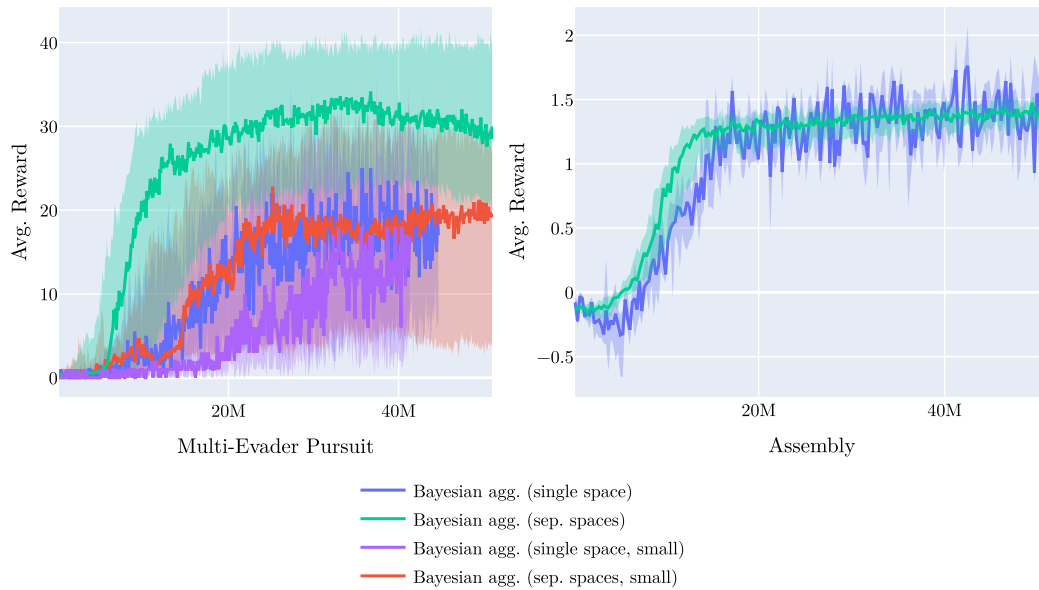 40
30
20
10
0
Avg. Reward
20M
40M
Multi-Evader Pursuit
2
1.5
1
0.5
0
−0.5
Avg. Reward
20M
40M
Assembly
Bayesian agg. (single space)
Bayesian agg. (sep. spaces)
Bayesian agg. (single space, small)
Bayesian agg. (sep. spaces, small)